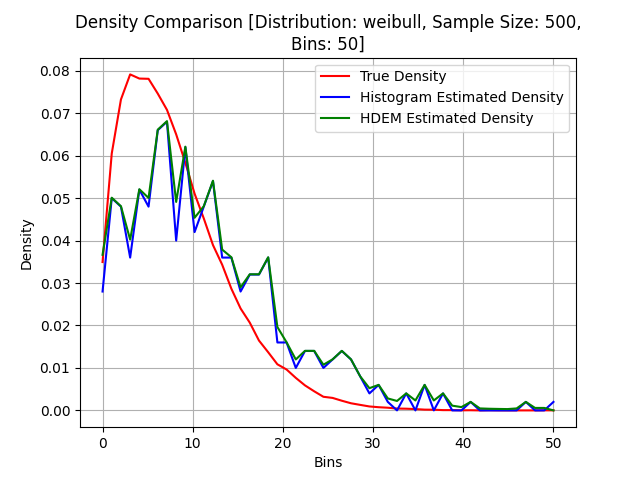 Density Comparison [Distribution: weibull, Sample Size: 500,
Bins: 50]
True Density
Histogram Estimated Density
HDEM Estimated Density
Density
0.08
0.07
0.06
0.05
0.04
0.03
0.02
0.01
0.00
0 10 20 30 40 50
Bins